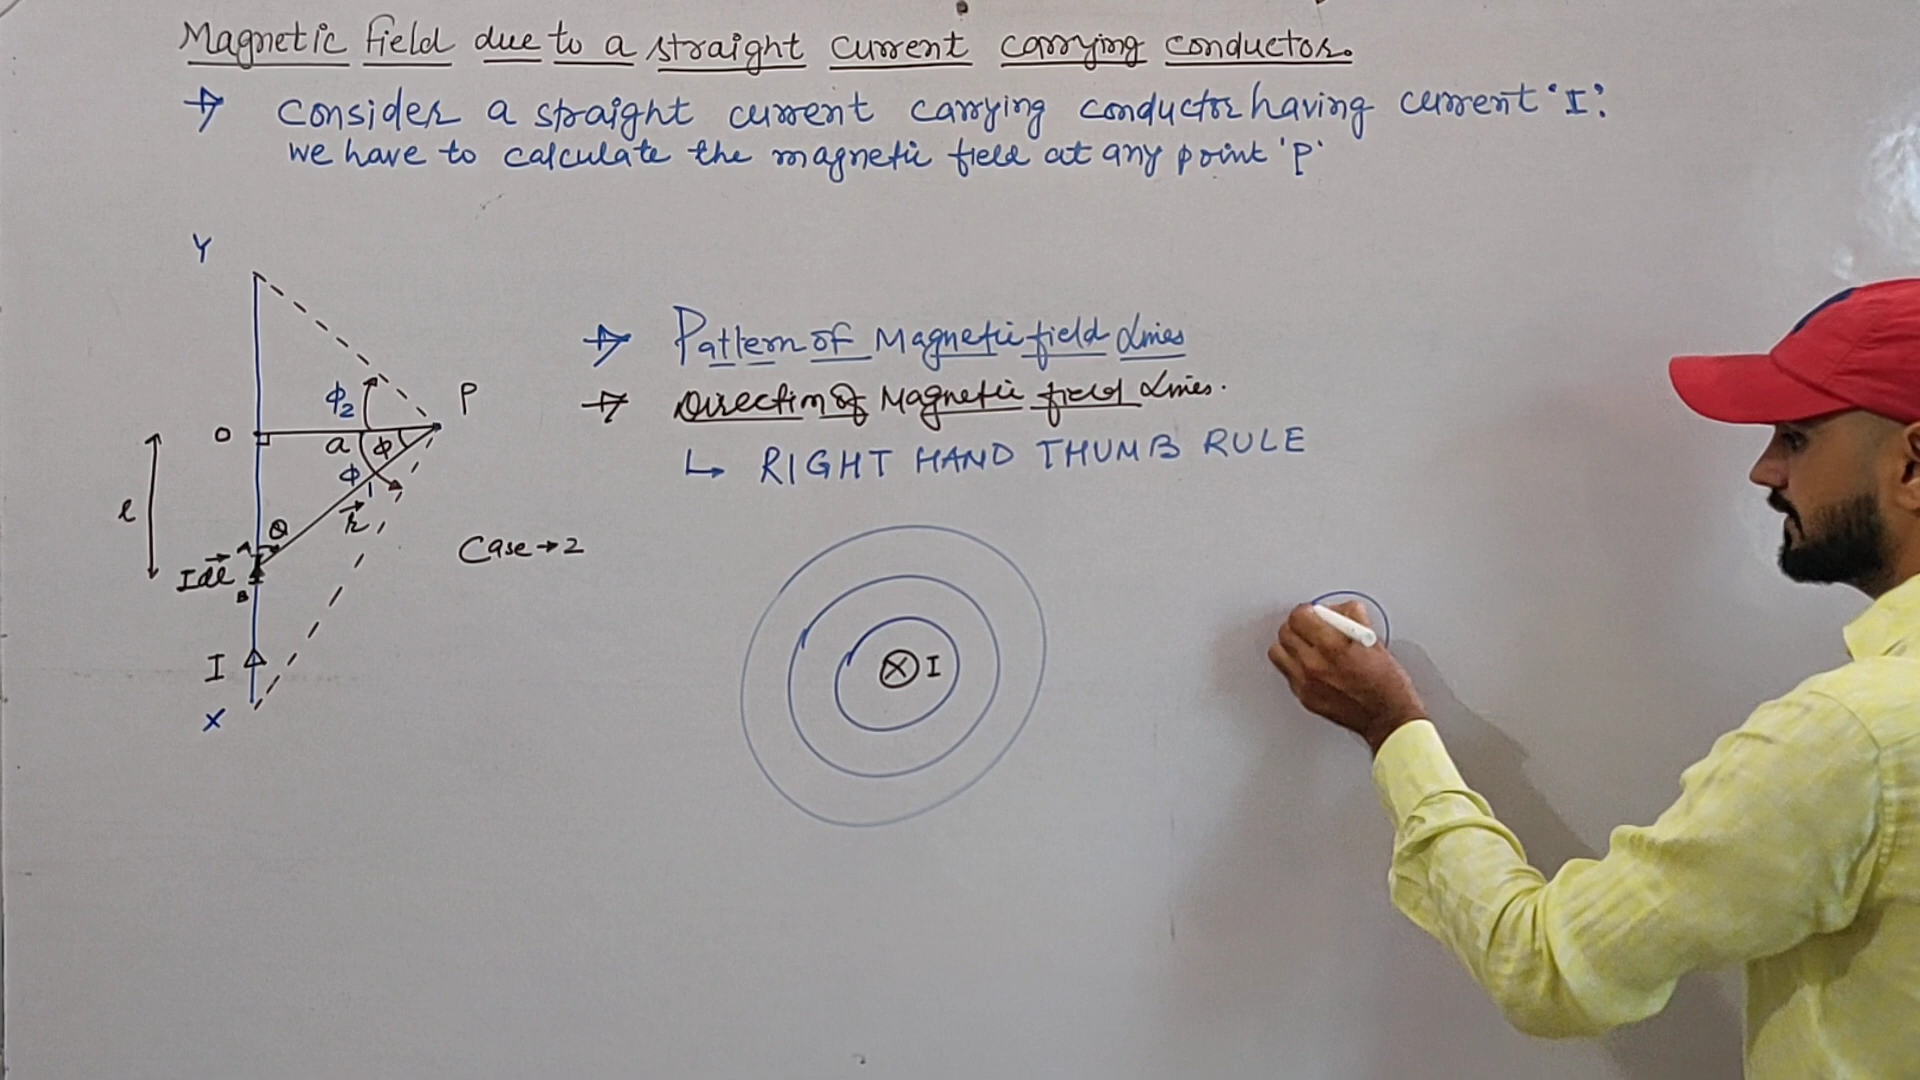 Magnetic field due to a straight current carrying conductor.
→ Consider a straight current carrying conductor having current 'I'.
we have to calculate the magnetic field at any point 'P'
Y
→ Pattern of Magnetic field Lines
→ Direction of Magnetic field Lines.
↳ RIGHT HAND THUMB RULE
ϕ2
P
O
a
ϕ
ϕ1
l
r
θ
A
Idl
B
Case → 2
I
X
⊗ I